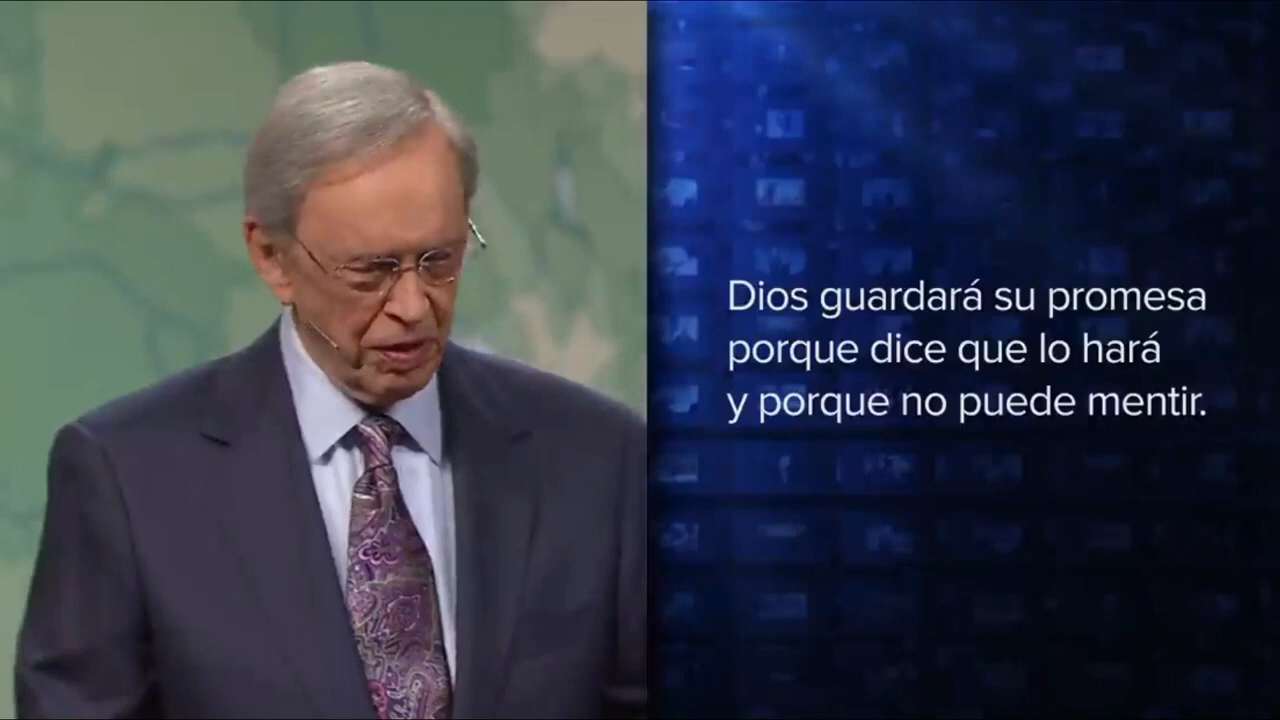 Dios guardará su promesa
porque dice que lo hará
y porque no puede mentir.